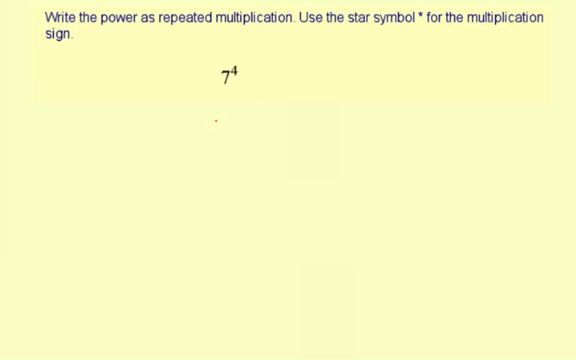 Write the power as repeated multiplication. Use the star symbol * for the multiplication
sign.
7⁴